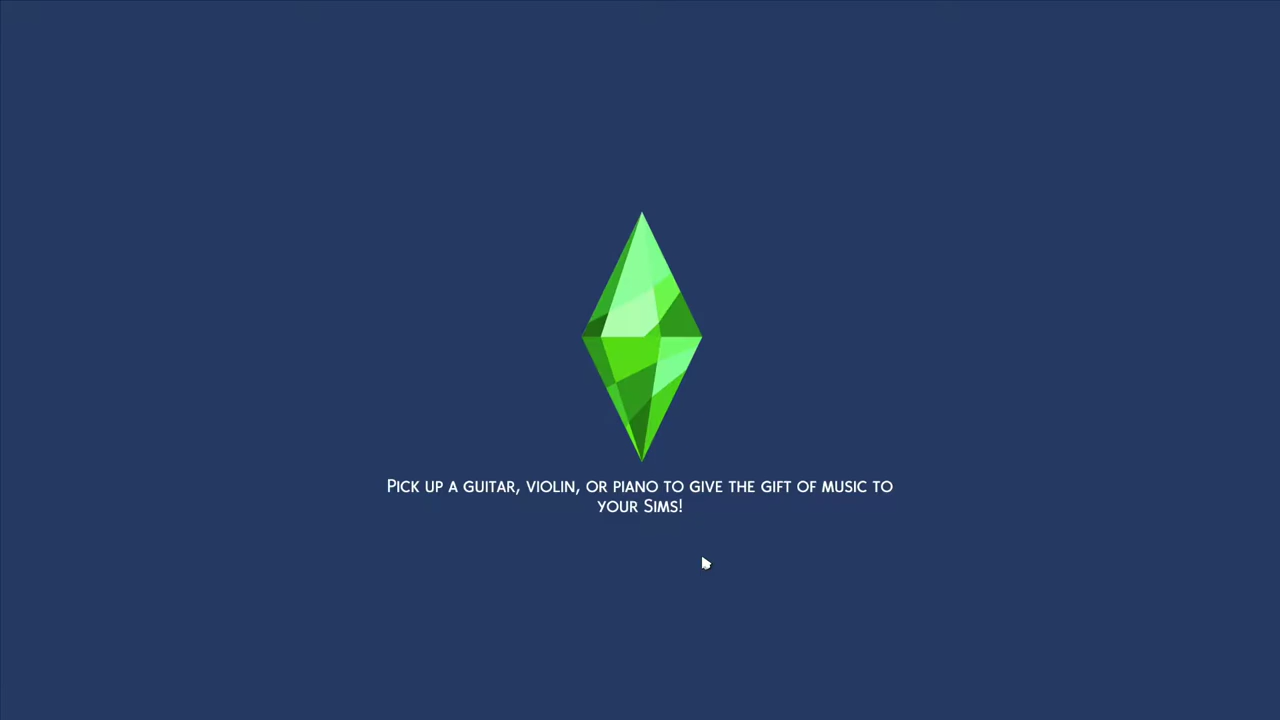 Pick up a guitar, violin, or piano to give the gift of music to
your Sims!